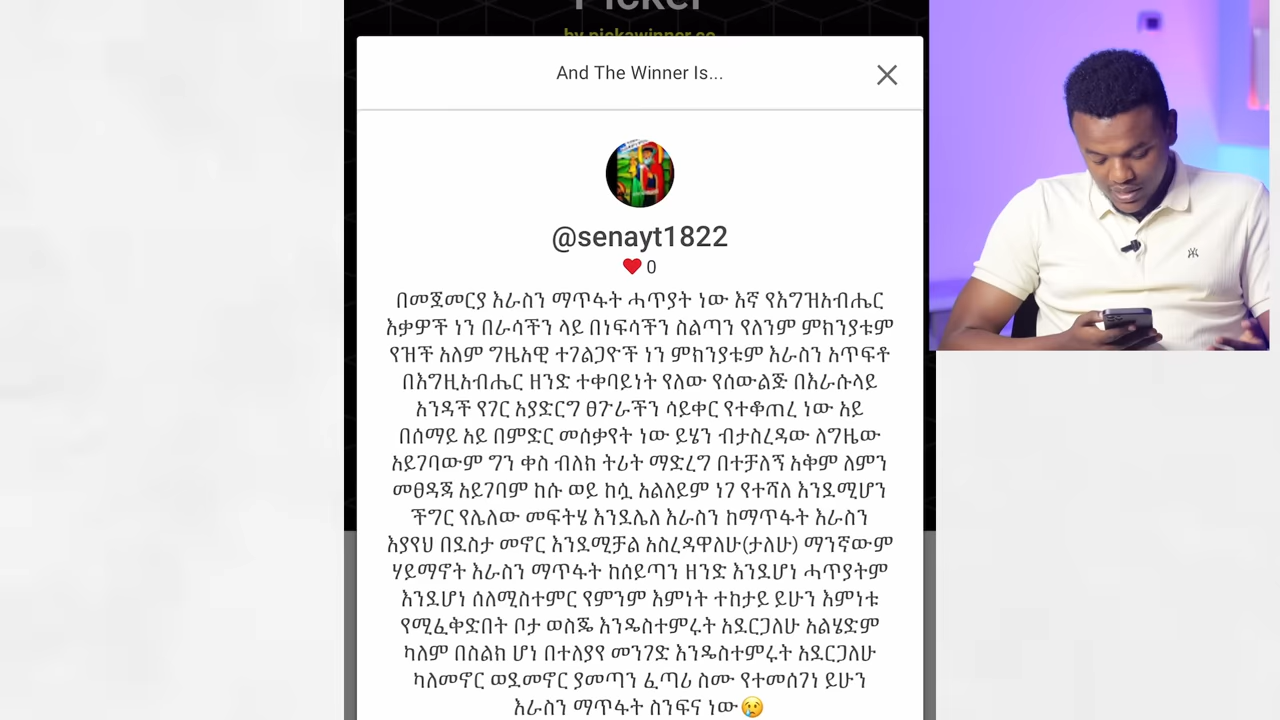 Picker
by pickawinner.co
And The Winner Is...
@senayt1822
0
በመጀመርያ እራስን ማጥፋት ሓጥያት ነው እኛ የእግዝአብሔር
እቃዎች ነን በራሳችን ላይ በነፍሳችን ስልጣን የለንም ምክንያቱም
የዝች አለም ግዜአዊ ተገልጋዮች ነን ምክንያቱም እራስን አጥፍቶ
በእግዚአብሔር ዘንድ ተቀባይነት የለው የሰውልጅ በእራሱላይ
አንዳች የገር አያድርግ ፀጉራችን ሳይቀር የተቆጠረ ነው አይ
በሰማይ አይ በምድር መሰቃየት ነው ይሄን ብታስረዳው ለግዜው
አይገባውም ግን ቀስ ብለክ ትሪት ማድረግ በተቻለኝ አቅም ለምን
መፀዳጃ አይገባም ከሱ ወይ ከሷ አልለይም ነገ የተሻለ እንደሚሆን
ችግር የሌለው መፍትሄ እንደሌለ እራስን ከማጥፋት እራስን
እያየህ በደስታ መኖር እንደሚቻል አስረዳዋለሁ(ታለሁ) ማንኛውም
ሃይማኖት እራስን ማጥፋት ከሰይጣን ዘንድ እንደሆነ ሓጥያትም
እንደሆነ ሰለሚስተምር የምንም እምነት ተከታይ ይሁን እምነቱ
የሚፈቅድበት ቦታ ወስጄ እንዴስተምሩት አደርጋለሁ አልሄድም
ካለም በስልክ ሆነ በተለያየ መንገድ እንዴስተምሩት አደርጋለሁ
ካለመኖር ወደመኖር ያመጣን ፈጣሪ ስሙ የተመሰገነ ይሁን
እራስን ማጥፋት ስንፍና ነው😢